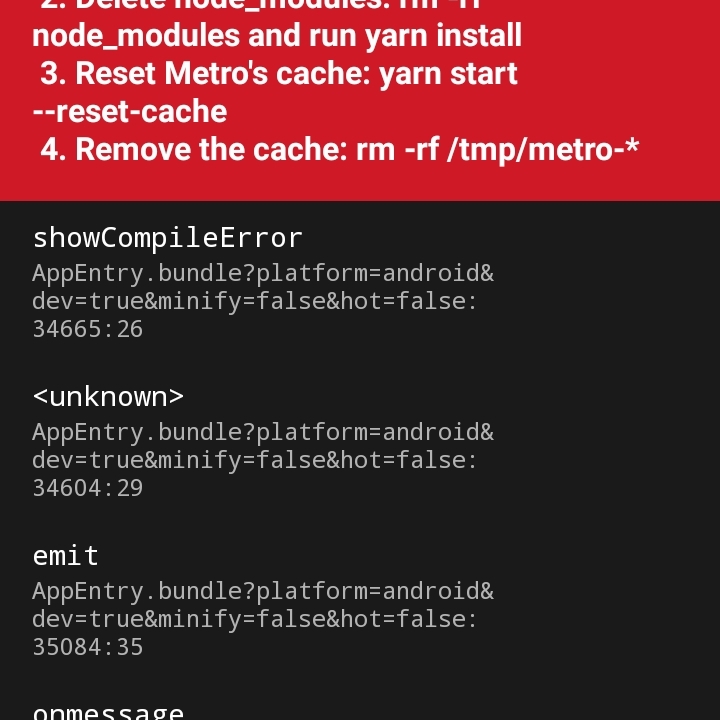 2. Delete node_modules: rm -rf
node_modules and run yarn install
3. Reset Metro's cache: yarn start
--reset-cache
4. Remove the cache: rm -rf /tmp/metro-*
showCompileError
AppEntry.bundle?platform=android&
dev=true&minify=false&hot=false:
34665:26
<unknown>
AppEntry.bundle?platform=android&
dev=true&minify=false&hot=false:
34604:29
emit
AppEntry.bundle?platform=android&
dev=true&minify=false&hot=false:
35084:35
onmessage